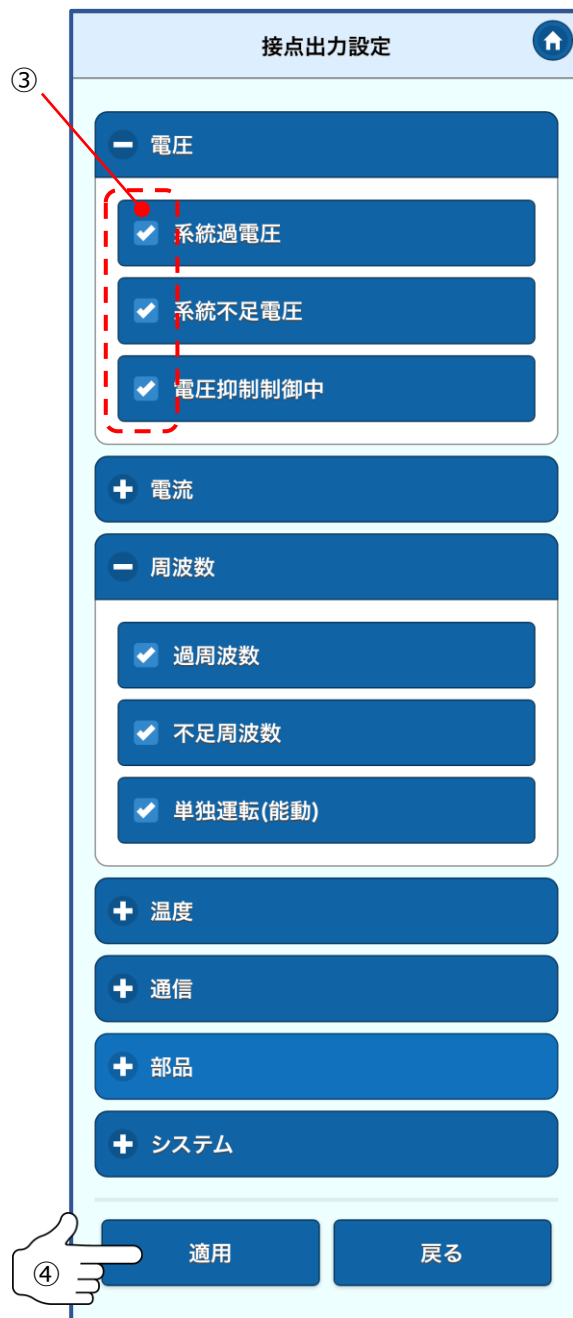 接点出力設定
③
電圧
系統過電圧
系統不足電圧
電圧抑制制御中
電流
周波数
過周波数
不足周波数
単独運転(能動)
温度
通信
部品
システム
適用 戻る
④